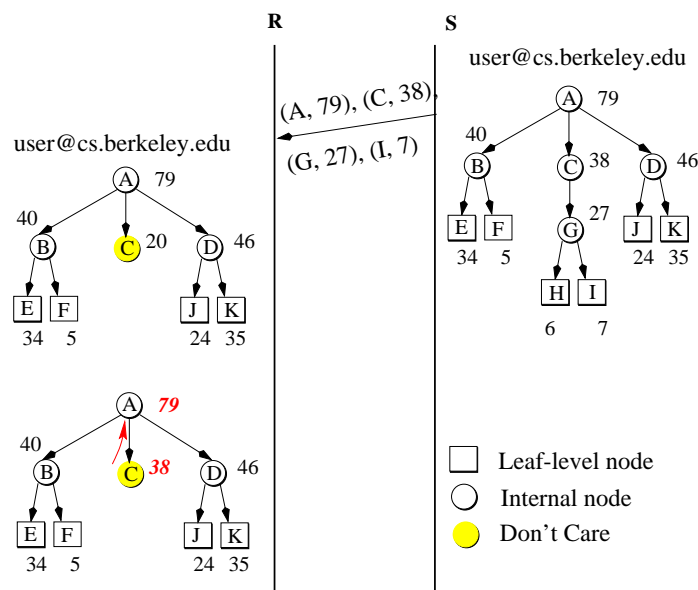 R
S
user@cs.berkeley.edu
A 79
40
B C 38 D 46
27
E F G J K
34 5 24 35
H I
6 7
(A, 79), (C, 38),
(G, 27), (I, 7)
user@cs.berkeley.edu
A 79
40
B C 20 D 46
E F J K
34 5 24 35
A 79
40
B C 38 D 46
E F J K
34 5 24 35
Leaf-level node
Internal node
Don't Care